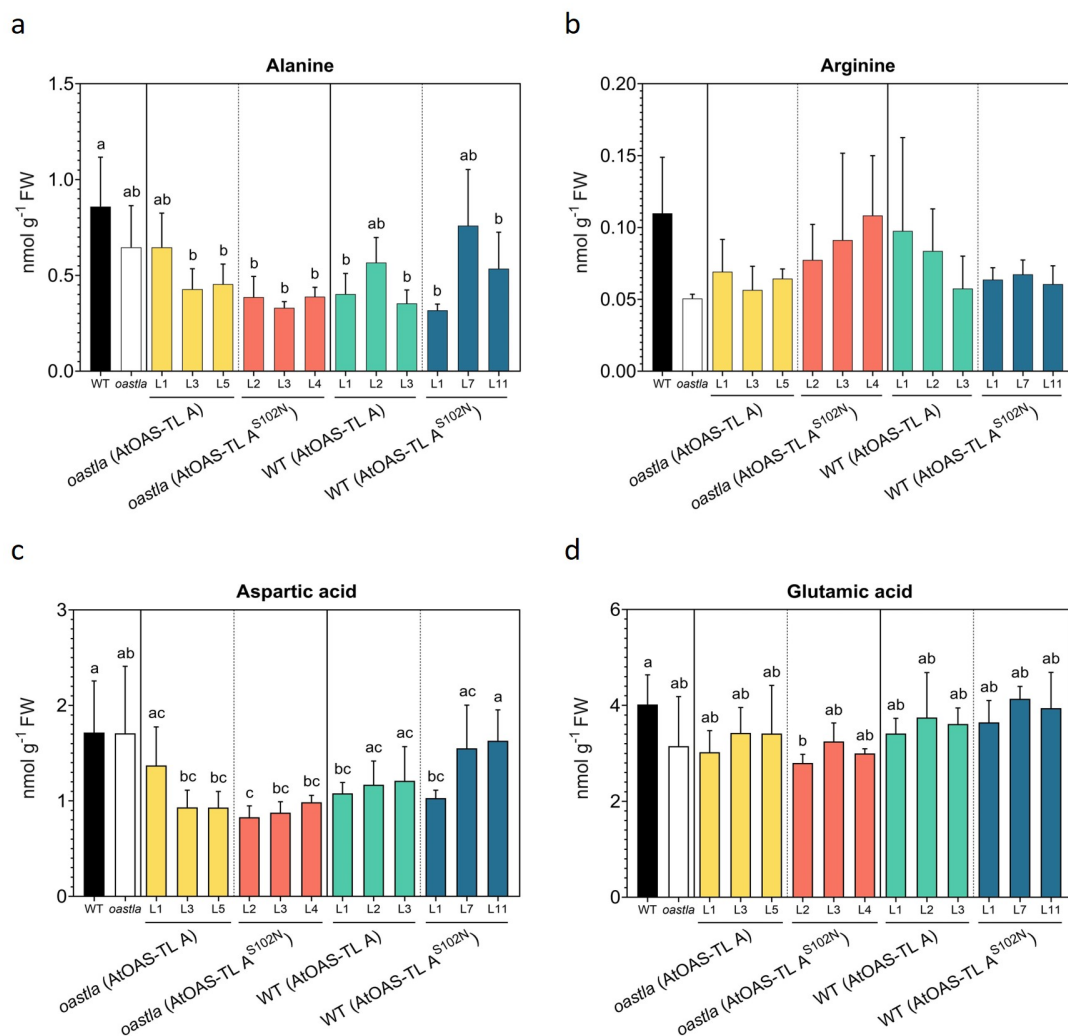 a
Alanine
nmol g⁻¹ FW
1.5
1.0
0.5
0.0
a
ab
ab
b
b
b
b
b
b
ab
b
b
ab
b
WT
oastla
L1
L3
L5
L2
L3
L4
L1
L2
L3
L1
L7
L11
oastla (AtOAS-TL A)
oastla (AtOAS-TL A^S102N)
WT (AtOAS-TL A)
WT (AtOAS-TL A^S102N)
b
Arginine
nmol g⁻¹ FW
0.20
0.15
0.10
0.05
0.00
WT
oastla
L1
L3
L5
L2
L3
L4
L1
L2
L3
L1
L7
L11
oastla (AtOAS-TL A)
oastla (AtOAS-TL A^S102N)
WT (AtOAS-TL A)
WT (AtOAS-TL A^S102N)
c
Aspartic acid
nmol g⁻¹ FW
3
2
1
0
a
ab
ac
bc
bc
c
bc
bc
bc
ac
ac
bc
ac
a
WT
oastla
L1
L3
L5
L2
L3
L4
L1
L2
L3
L1
L7
L11
oastla (AtOAS-TL A)
oastla (AtOAS-TL A^S102N)
WT (AtOAS-TL A)
WT (AtOAS-TL A^S102N)
d
Glutamic acid
nmol g⁻¹ FW
6
4
2
0
a
ab
ab
ab
ab
b
ab
ab
ab
ab
ab
ab
ab
ab
WT
oastla
L1
L3
L5
L2
L3
L4
L1
L2
L3
L1
L7
L11
oastla (AtOAS-TL A)
oastla (AtOAS-TL A^S102N)
WT (AtOAS-TL A)
WT (AtOAS-TL A^S102N)